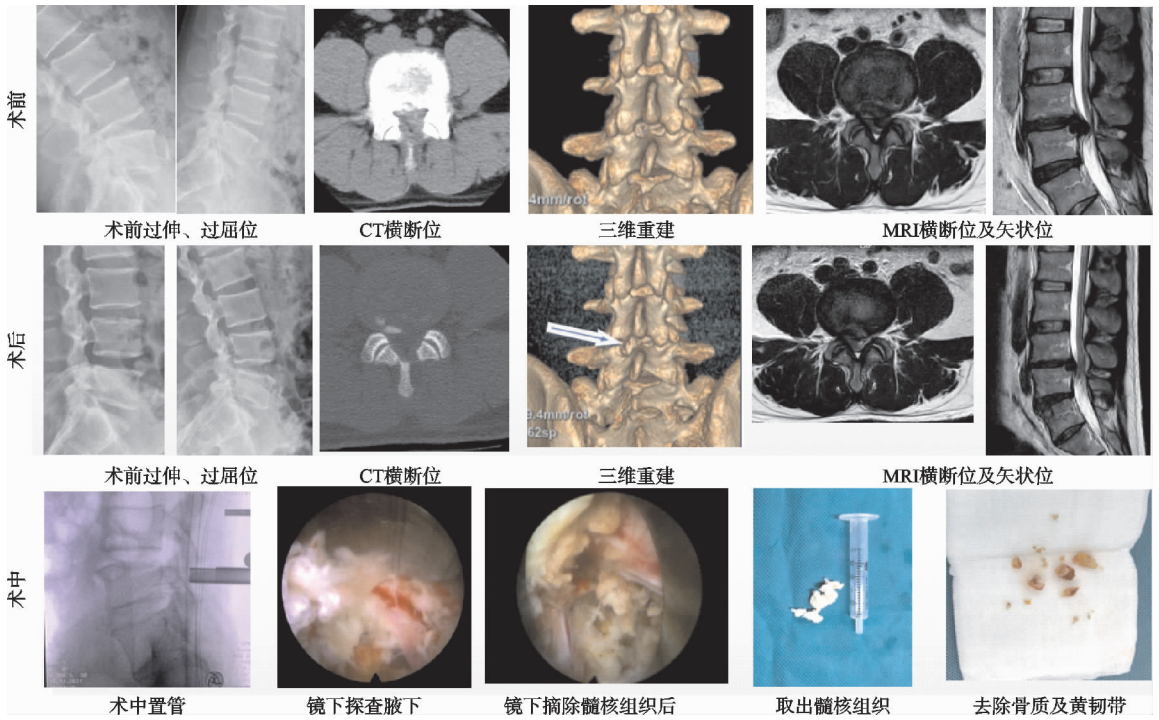 术前
4mm/rot
术前过伸、过屈位 CT横断位 三维重建 MRI横断位及矢状位
术后
9.4mm/rot
62sp
术前过伸、过屈位 CT横断位 三维重建 MRI横断位及矢状位
术中
术中置管 镜下探查腋下 镜下摘除髓核组织后 取出髓核组织 去除骨质及黄韧带